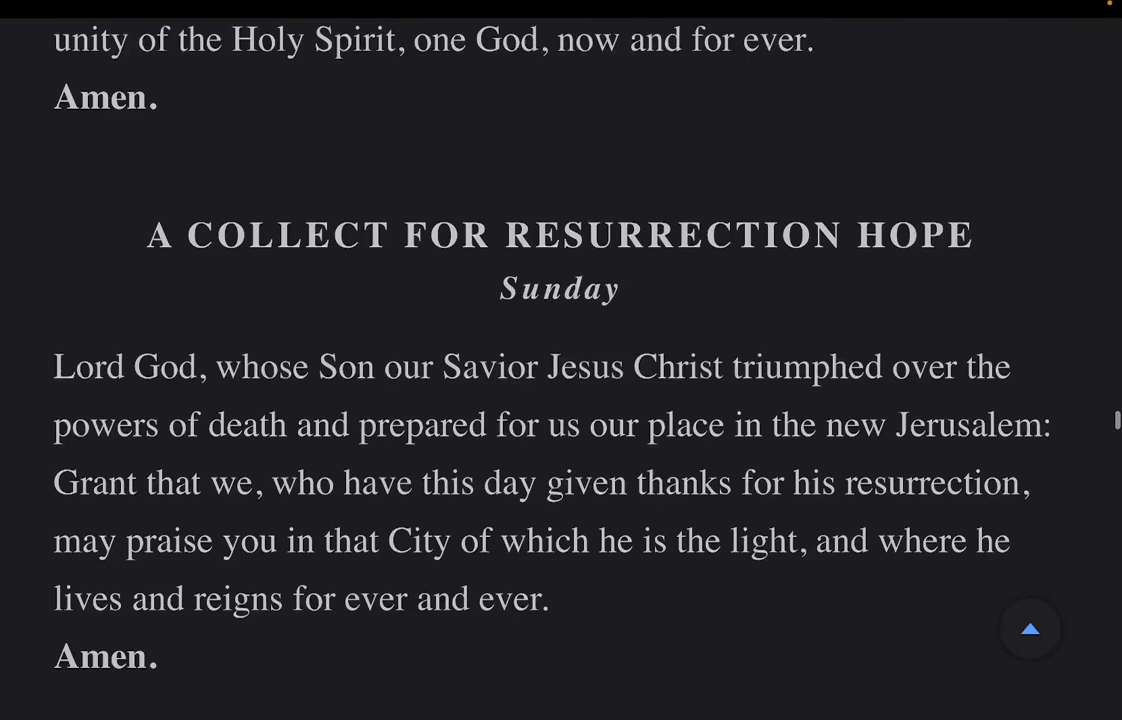 unity of the Holy Spirit, one God, now and for ever.
Amen.
A COLLECT FOR RESURRECTION HOPE
Sunday
Lord God, whose Son our Savior Jesus Christ triumphed over the
powers of death and prepared for us our place in the new Jerusalem:
Grant that we, who have this day given thanks for his resurrection,
may praise you in that City of which he is the light, and where he
lives and reigns for ever and ever.
Amen.